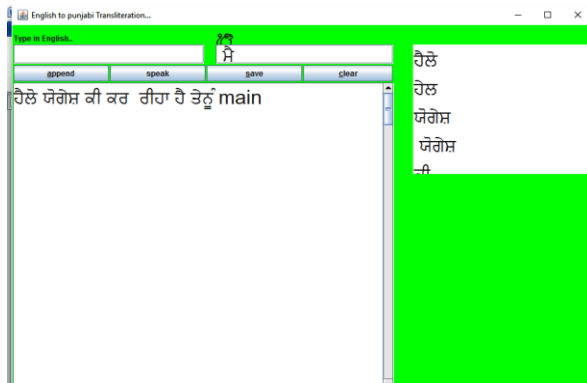 English to punjabi Transliteration...
Type in English..
ਮੈ
append speak save clear
ਹੈਲੋ ਯੋਗੇਸ਼ ਕੀ ਕਰ ਰੀਹਾ ਹੈ ਤੇਨੂੰ main
ਹੈਲੋ
ਹੇਲ
ਯੋਗੇਸ਼
ਯੋਗੇਸ਼
ਕੀ